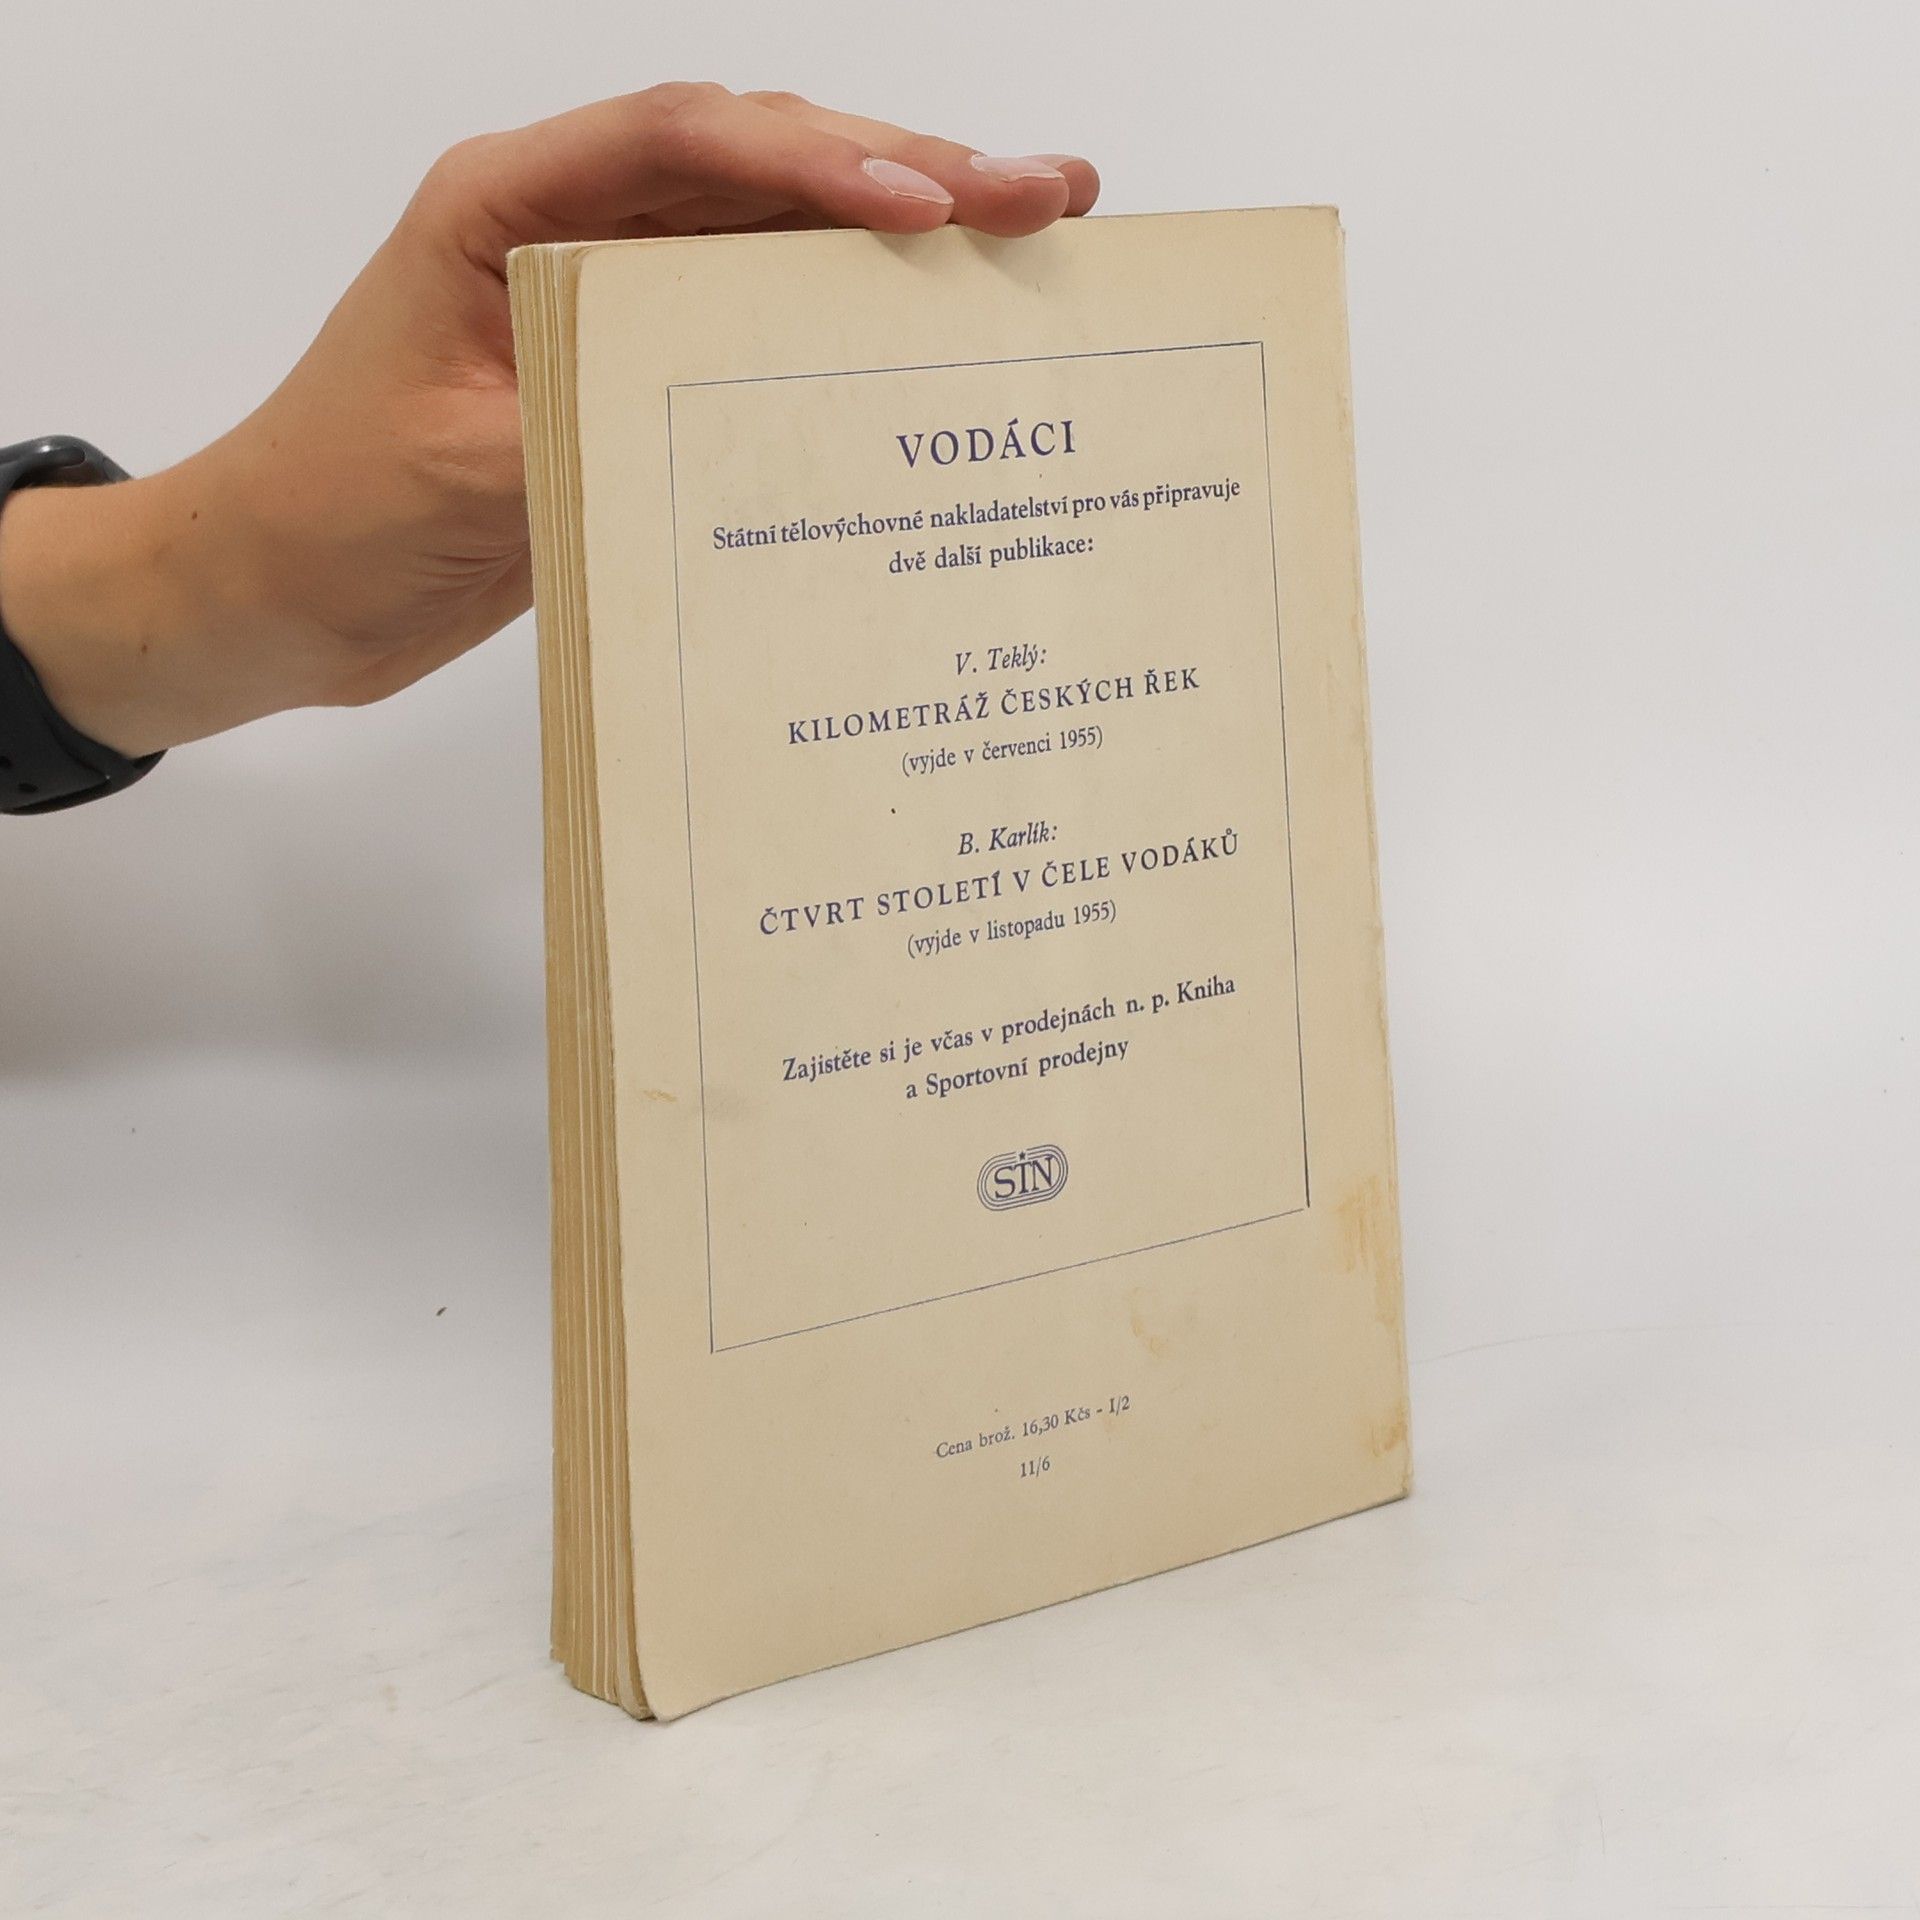 VODÁCI
Státní tělovýchovné nakladatelství pro vás připravuje
dvě další publikace:
V. Teklý:
KILOMETRÁŽ ČESKÝCH ŘEK
(vyjde v červenci 1955)
B. Karlík:
ČTVRT STOLETÍ V ČELE VODÁKŮ
(vyjde v listopadu 1955)
Zajistěte si je včas v prodejnách n. p. Kniha
a Sportovní prodejny
STN
Cena brož. 16,30 Kčs - I/2
11/6